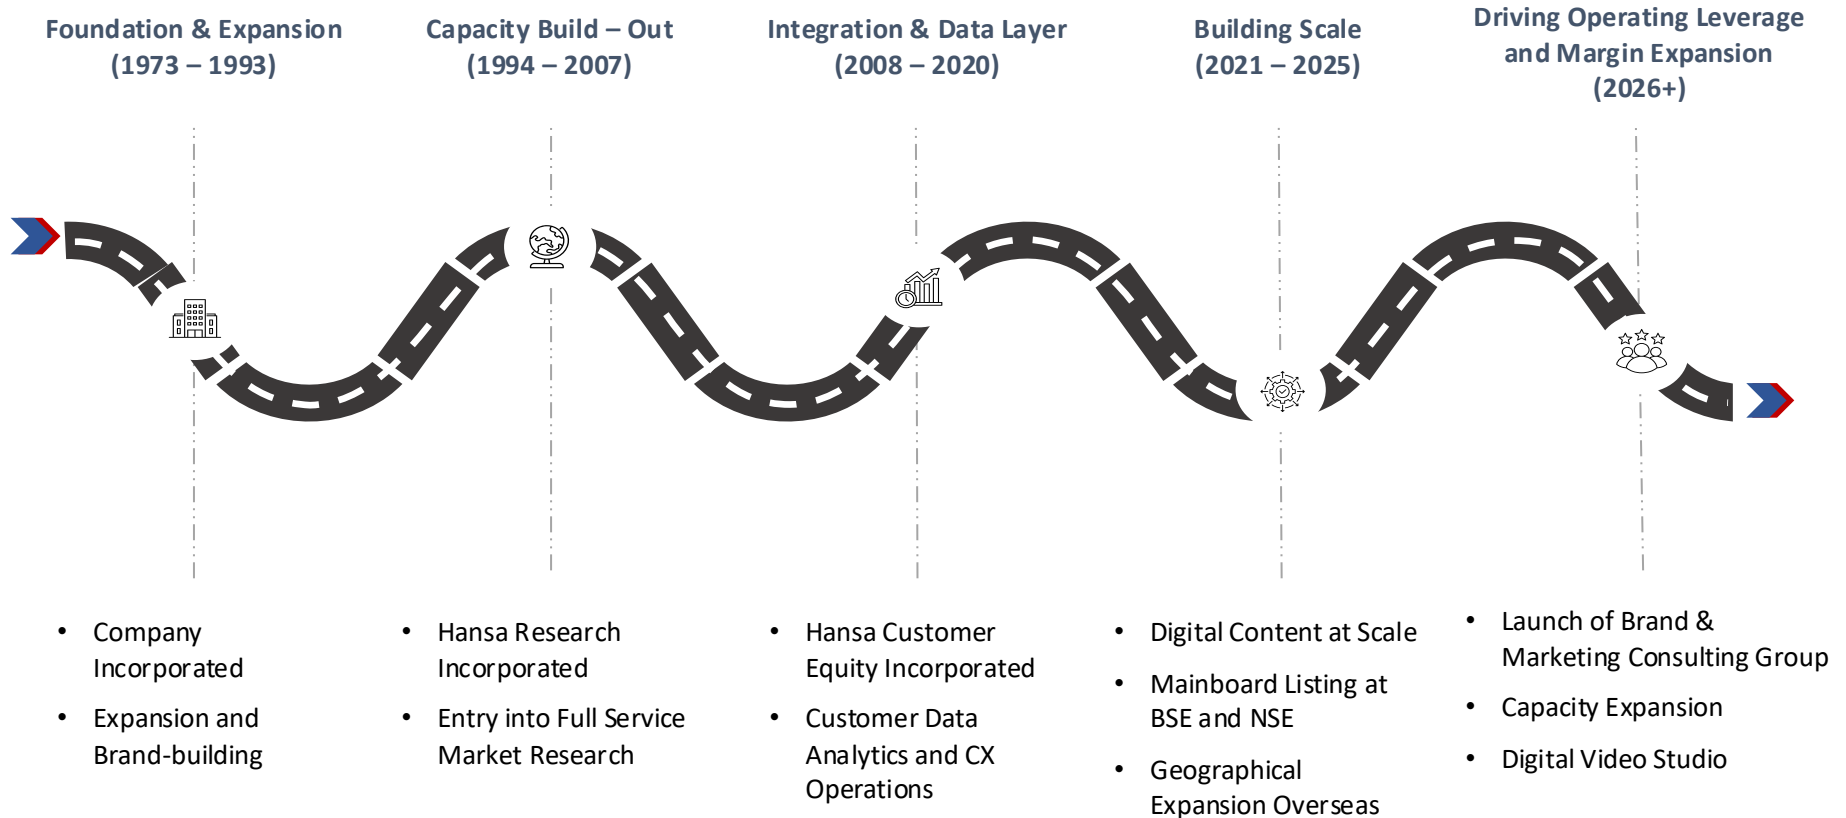 Foundation & Expansion
(1973 – 1993)
Capacity Build – Out
(1994 – 2007)
Integration & Data Layer
(2008 – 2020)
Building Scale
(2021 – 2025)
Driving Operating Leverage
and Margin Expansion
(2026+)
• Company
Incorporated
• Expansion and
Brand-building
• Hansa Research
Incorporated
• Entry into Full Service
Market Research
• Hansa Customer
Equity Incorporated
• Customer Data
Analytics and CX
Operations
• Digital Content at Scale
• Mainboard Listing at
BSE and NSE
• Geographical
Expansion Overseas
• Launch of Brand &
Marketing Consulting Group
• Capacity Expansion
• Digital Video Studio